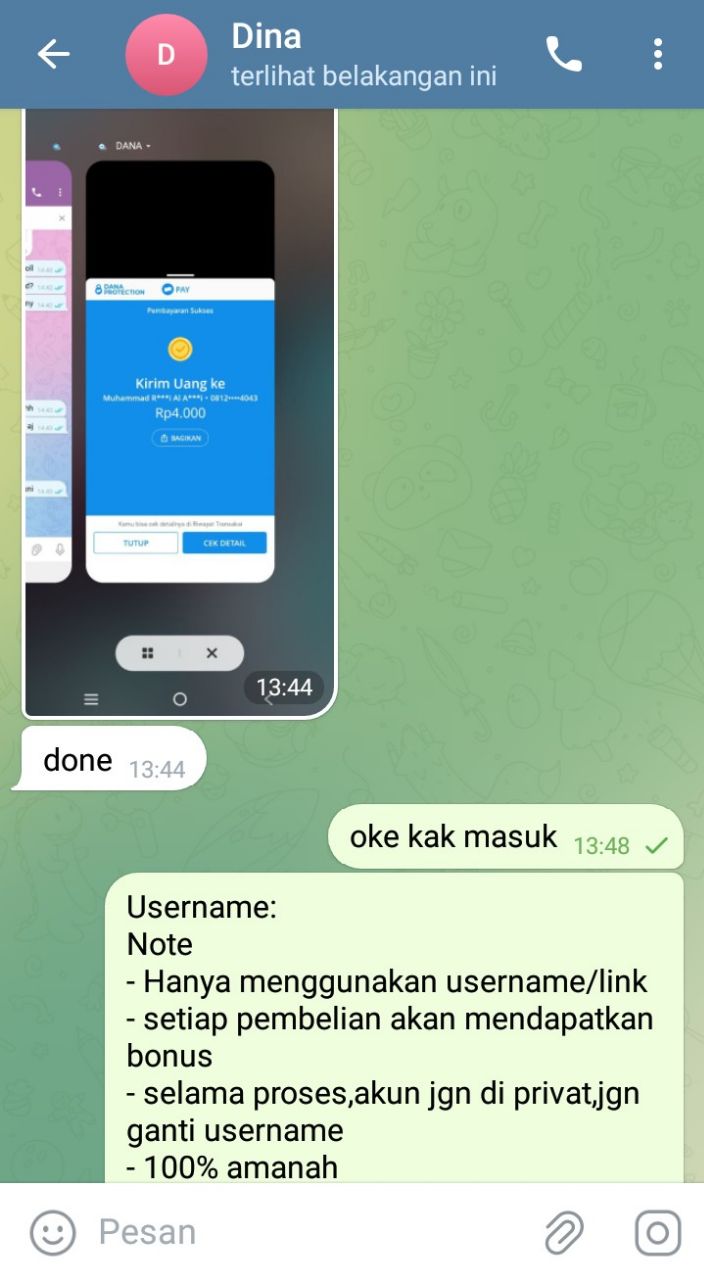 Dina
terlihat belakangan ini
DANA
DANA
PROTECTION
PAY
Pembayaran Sukses
Kirim Uang ke
Muhammad R***i Al A***i • 0812····4043
Rp4.000
BAGIKAN
Kamu bisa cek detailnya di Riwayat Transaksi
TUTUP
CEK DETAIL
13:44
done 13:44
oke kak masuk 13:48
Username:
Note
- Hanya menggunakan username/link
- setiap pembelian akan mendapatkan
bonus
- selama proses,akun jgn di privat,jgn
ganti username
- 100% amanah
Pesan